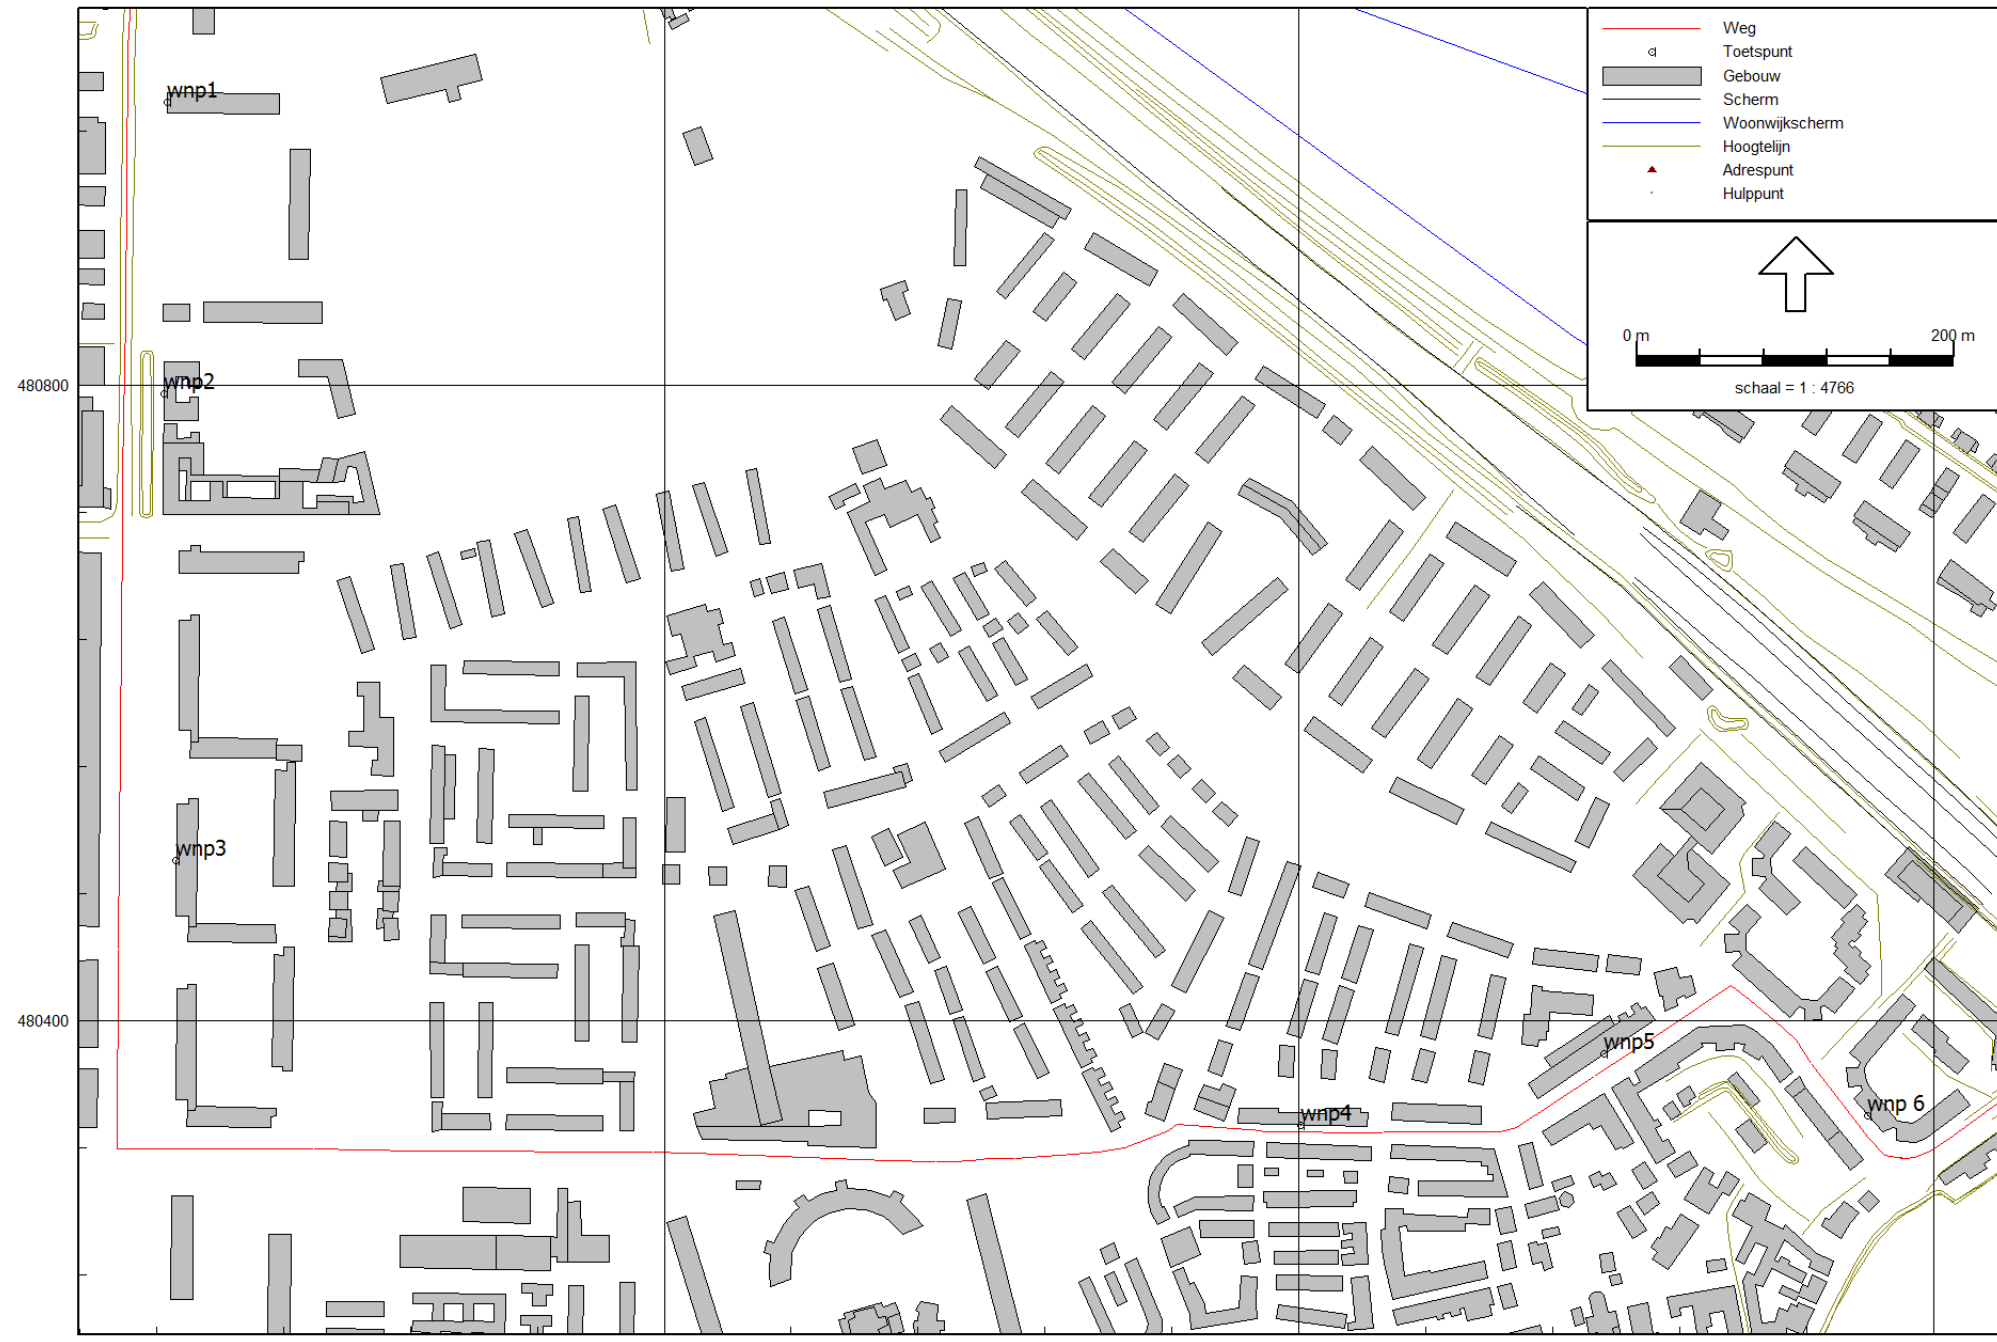 Weg
Toetspunt
Gebouw
Scherm
Woonwijkscherm
Hoogtelijn
Adrespunt
Hulppunt
0 m 200 m
schaal = 1 : 4766
wnp1
480800
wnp2
wnp3
480400
wnp5
wnp4
wnp 6